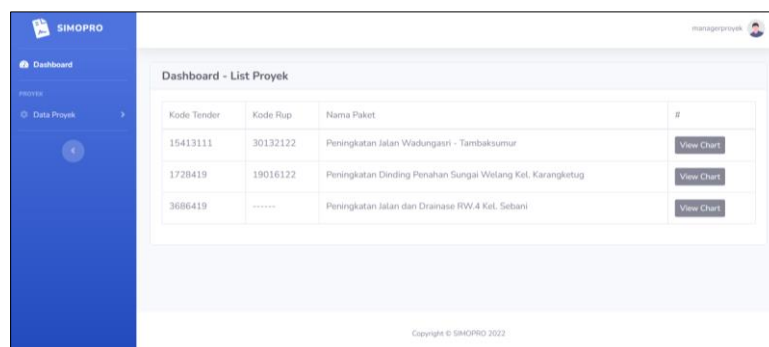 SIMOPRO
managerproyek
Dashboard
PROYEK
Data Proyek
Dashboard - List Proyek
Kode Tender Kode Rup Nama Paket #
15413111 30132122 Peningkatan Jalan Wadungasri - Tambaksumur View Chart
1728419 19016122 Peningkatan Dinding Penahan Sungai Welang Kel. Karangketug View Chart
3686419 ------ Peningkatan Jalan dan Drainase RW.4 Kel. Sebani View Chart
Copyright © SIMOPRO 2022